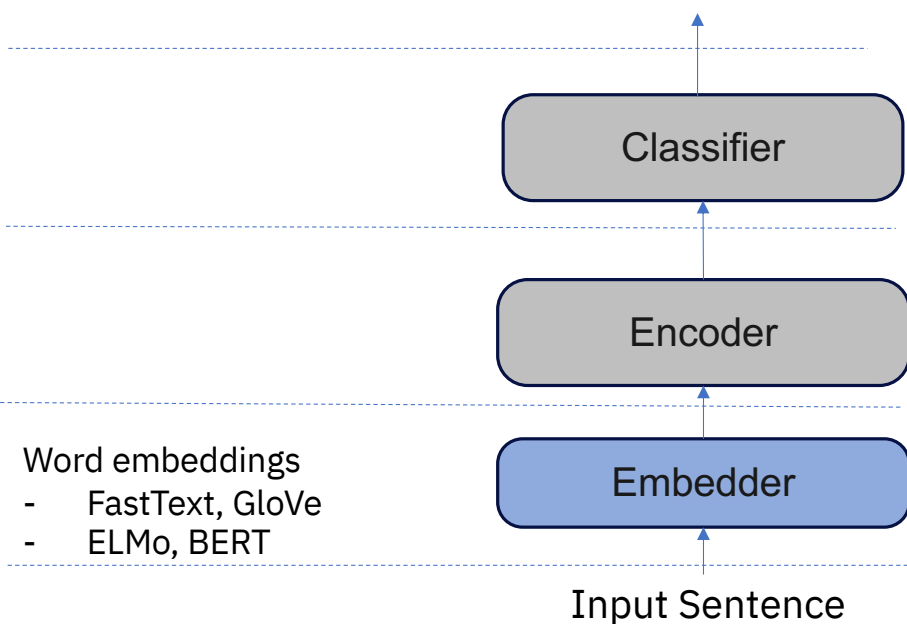 Classifier
Encoder
Word embeddings
- FastText, GloVe
- ELMo, BERT
Embedder
Input Sentence